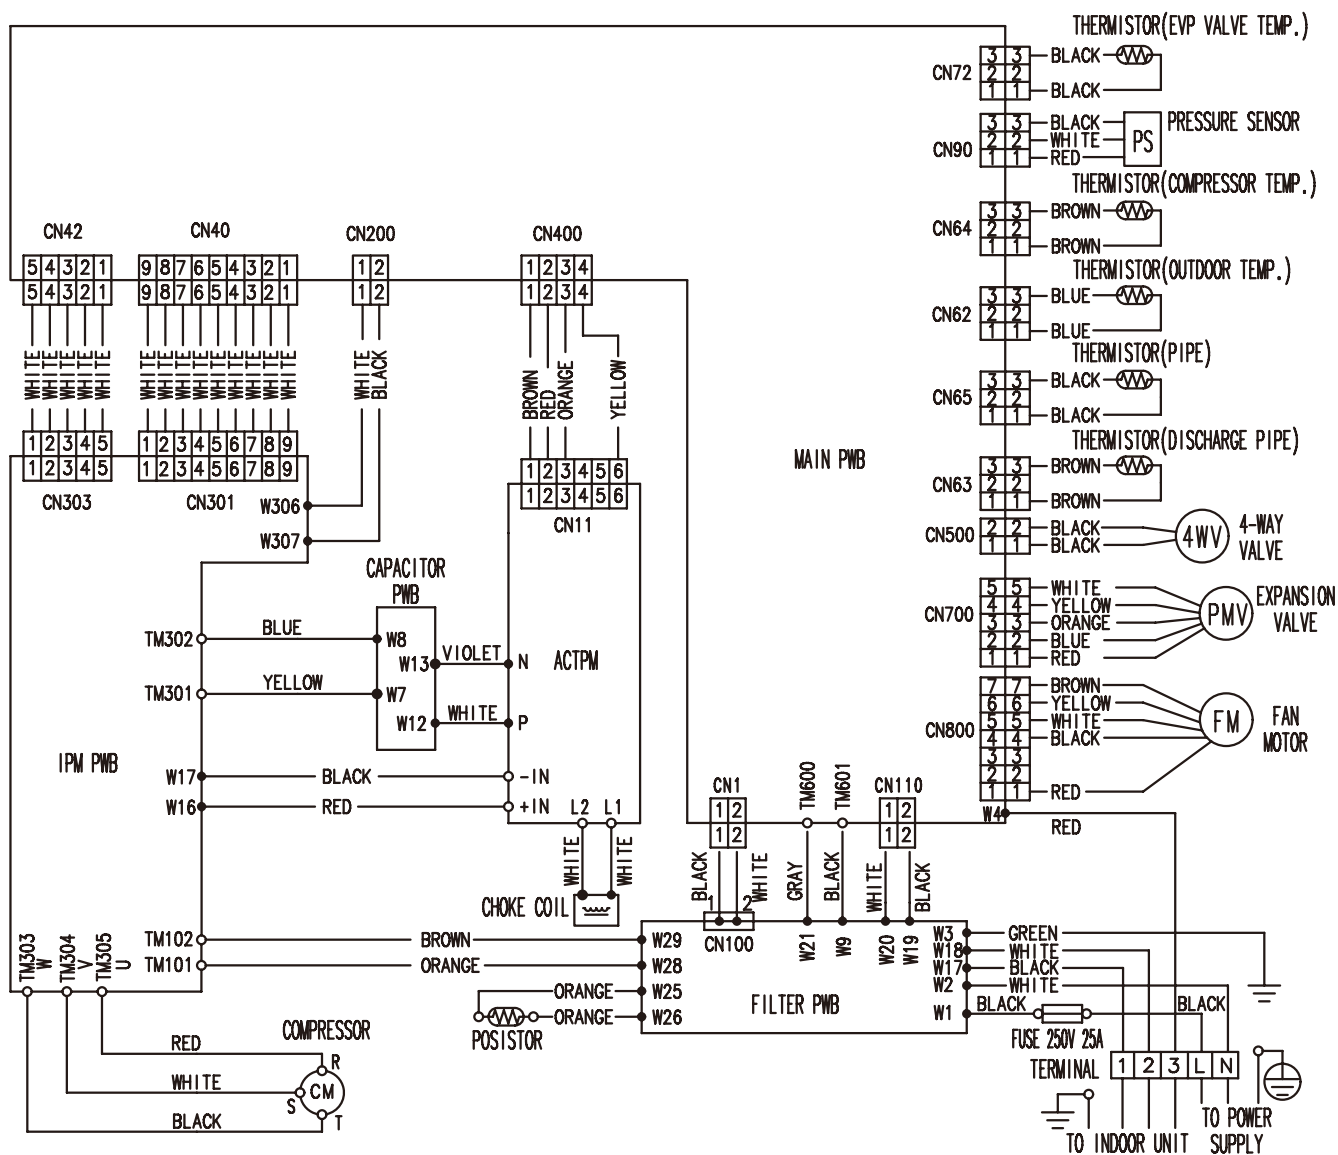 THERMISTOR(EVP VALVE TEMP.)
CN72
3 3 BLACK
2 2
1 1 BLACK
CN90
3 3 BLACK
2 2 WHITE
1 1 RED
PS
PRESSURE SENSOR
THERMISTOR(COMPRESSOR TEMP.)
CN64
3 3 BROWN
2 2
1 1 BROWN
THERMISTOR(OUTDOOR TEMP.)
CN62
3 3 BLUE
2 2
1 1 BLUE
THERMISTOR(PIPE)
CN65
3 3 BLACK
2 2
1 1 BLACK
THERMISTOR(DISCHARGE PIPE)
CN63
3 3 BROWN
2 2
1 1 BROWN
CN500
2 2 BLACK
1 1 BLACK
4WV
4-WAY
VALVE
CN700
5 5 WHITE
4 4 YELLOW
3 3 ORANGE
2 2 BLUE
1 1 RED
PMV
EXPANSION
VALVE
CN800
7 7 BROWN
6 6 YELLOW
5 5 WHITE
4 4 BLACK
3 3
2 2
1 1 RED
FM
FAN
MOTOR
W4
RED
MAIN PWB
CN42
5 4 3 2 1
5 4 3 2 1
WHITE WHITE WHITE WHITE WHITE
1 2 3 4 5
1 2 3 4 5
CN303
CN40
9 8 7 6 5 4 3 2 1
9 8 7 6 5 4 3 2 1
WHITE WHITE WHITE WHITE WHITE WHITE WHITE WHITE WHITE
1 2 3 4 5 6 7 8 9
1 2 3 4 5 6 7 8 9
CN301
CN200
1 2
1 2
WHITE BLACK
W306
W307
CN400
1 2 3 4
1 2 3 4
BROWN RED ORANGE YELLOW
1 2 3 4 5 6
1 2 3 4 5 6
CN11
CAPACITOR
PWB
TM302 BLUE W8
W13 VIOLET N
ACTPM
TM301 YELLOW W7
W12 WHITE P
IPM PWB
W17 BLACK -IN
W16 RED +IN
L2 L1
WHITE WHITE
CHOKE COIL
CN1
1 2
1 2
BLACK WHITE
1 2
CN100
TM600
GRAY
W21
TM601
BLACK
W9
CN110
1 2
1 2
WHITE BLACK
W20 W19
TM102 BROWN W29
TM101 ORANGE W28
ORANGE W25
ORANGE W26
POSISTOR
FILTER PWB
W3 GREEN
W18 WHITE
W17 BLACK
W2 WHITE
W1 BLACK
BLACK
FUSE 250V 25A
TERMINAL
1 2 3 L N
TO POWER
SUPPLY
TO INDOOR UNIT
TM303 W
TM304 V
TM305 U
COMPRESSOR
RED R
WHITE S
CM
BLACK T